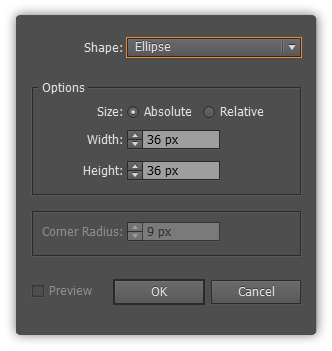 Shape: Ellipse
Options
Size: Absolute Relative
Width: 36 px
Height: 36 px
Corner Radius: 9 px
Preview OK Cancel